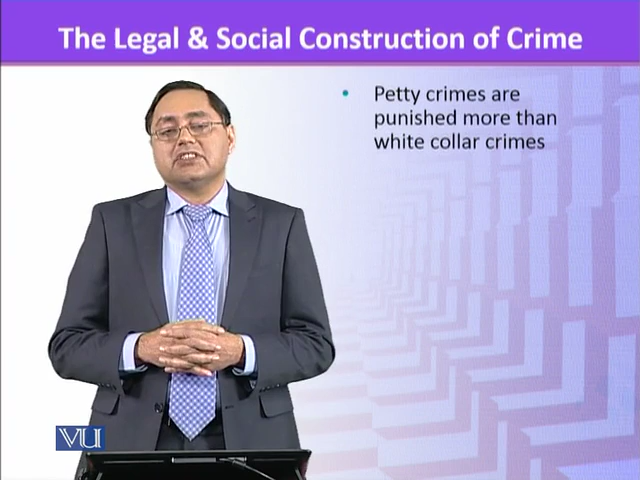 The Legal & Social Construction of Crime
• Petty crimes are
punished more than
white collar crimes
VU